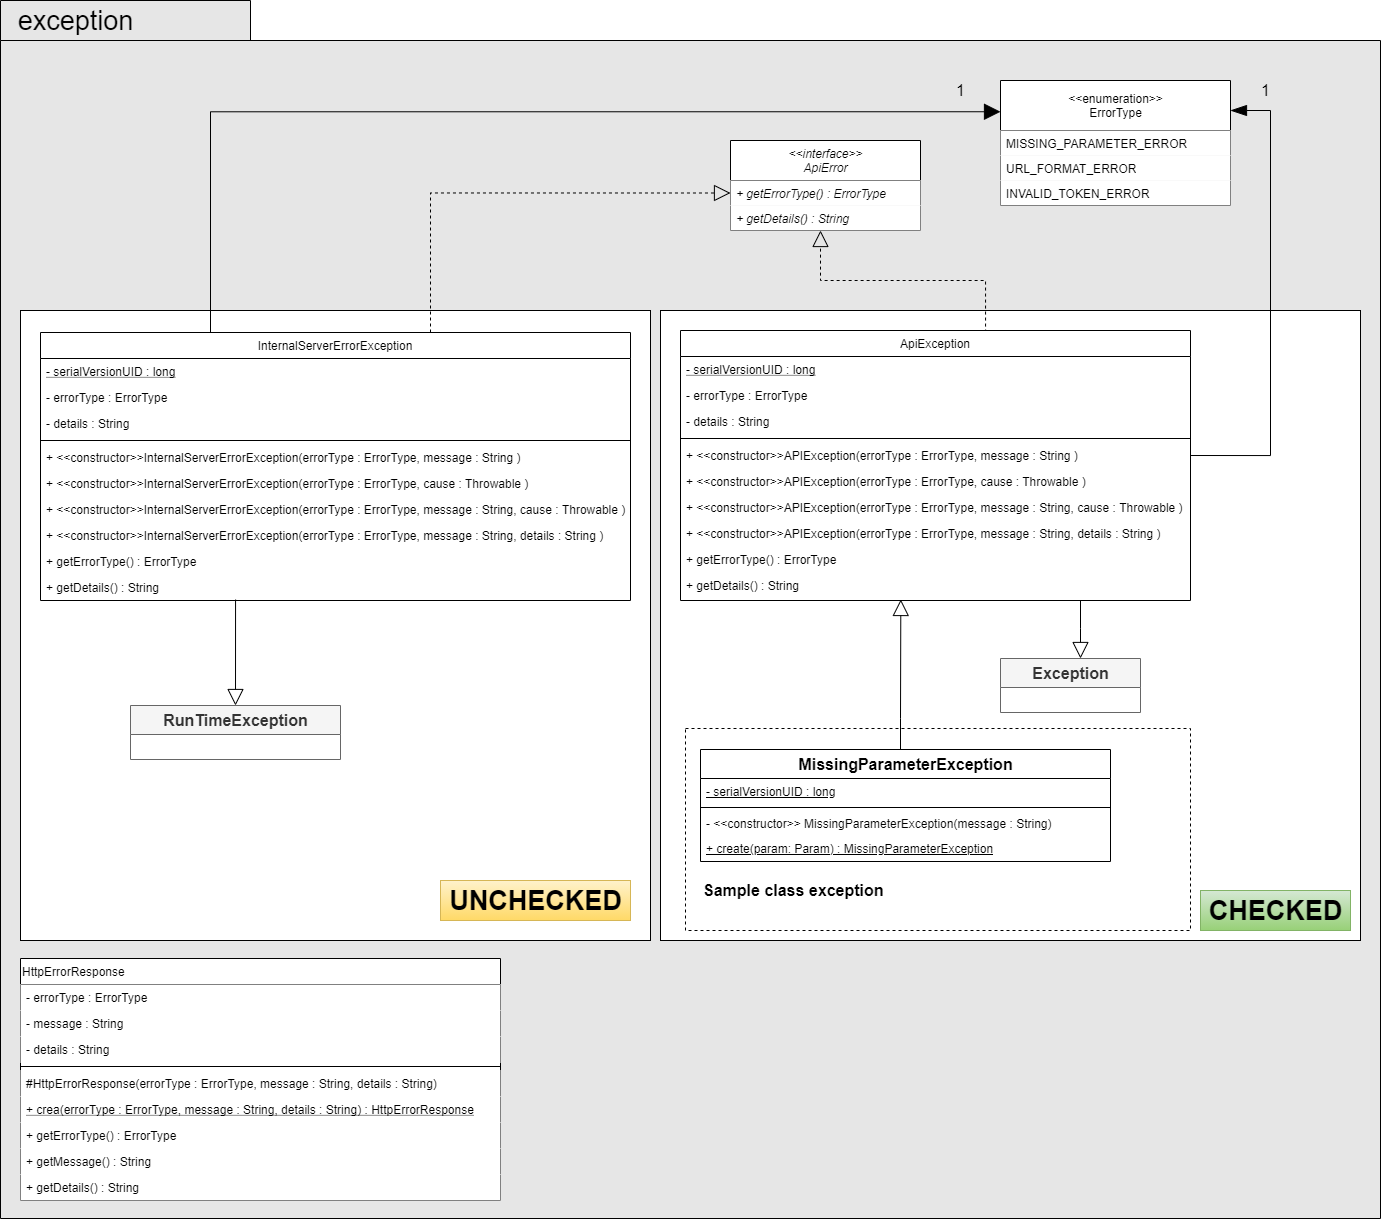 exception
1
<<enumeration>>
ErrorType
MISSING_PARAMETER_ERROR
URL_FORMAT_ERROR
INVALID_TOKEN_ERROR
1
<<interface>>
ApiError
+ getErrorType() : ErrorType
+ getDetails() : String
InternalServerErrorException
- serialVersionUID : long
- errorType : ErrorType
- details : String
+ <<constructor>>InternalServerErrorException(errorType : ErrorType, message : String )
+ <<constructor>>InternalServerErrorException(errorType : ErrorType, cause : Throwable )
+ <<constructor>>InternalServerErrorException(errorType : ErrorType, message : String, cause : Throwable )
+ <<constructor>>InternalServerErrorException(errorType : ErrorType, message : String, details : String )
+ getErrorType() : ErrorType
+ getDetails() : String
RunTimeException
UNCHECKED
ApiException
- serialVersionUID : long
- errorType : ErrorType
- details : String
+ <<constructor>>APIException(errorType : ErrorType, message : String )
+ <<constructor>>APIException(errorType : ErrorType, cause : Throwable )
+ <<constructor>>APIException(errorType : ErrorType, message : String, cause : Throwable )
+ <<constructor>>APIException(errorType : ErrorType, message : String, details : String )
+ getErrorType() : ErrorType
+ getDetails() : String
Exception
MissingParameterException
- serialVersionUID : long
- <<constructor>> MissingParameterException(message : String)
+ create(param: Param) : MissingParameterException
Sample class exception
CHECKED
HttpErrorResponse
- errorType : ErrorType
- message : String
- details : String
#HttpErrorResponse(errorType : ErrorType, message : String, details : String)
+ crea(errorType : ErrorType, message : String, details : String) : HttpErrorResponse
+ getErrorType() : ErrorType
+ getMessage() : String
+ getDetails() : String